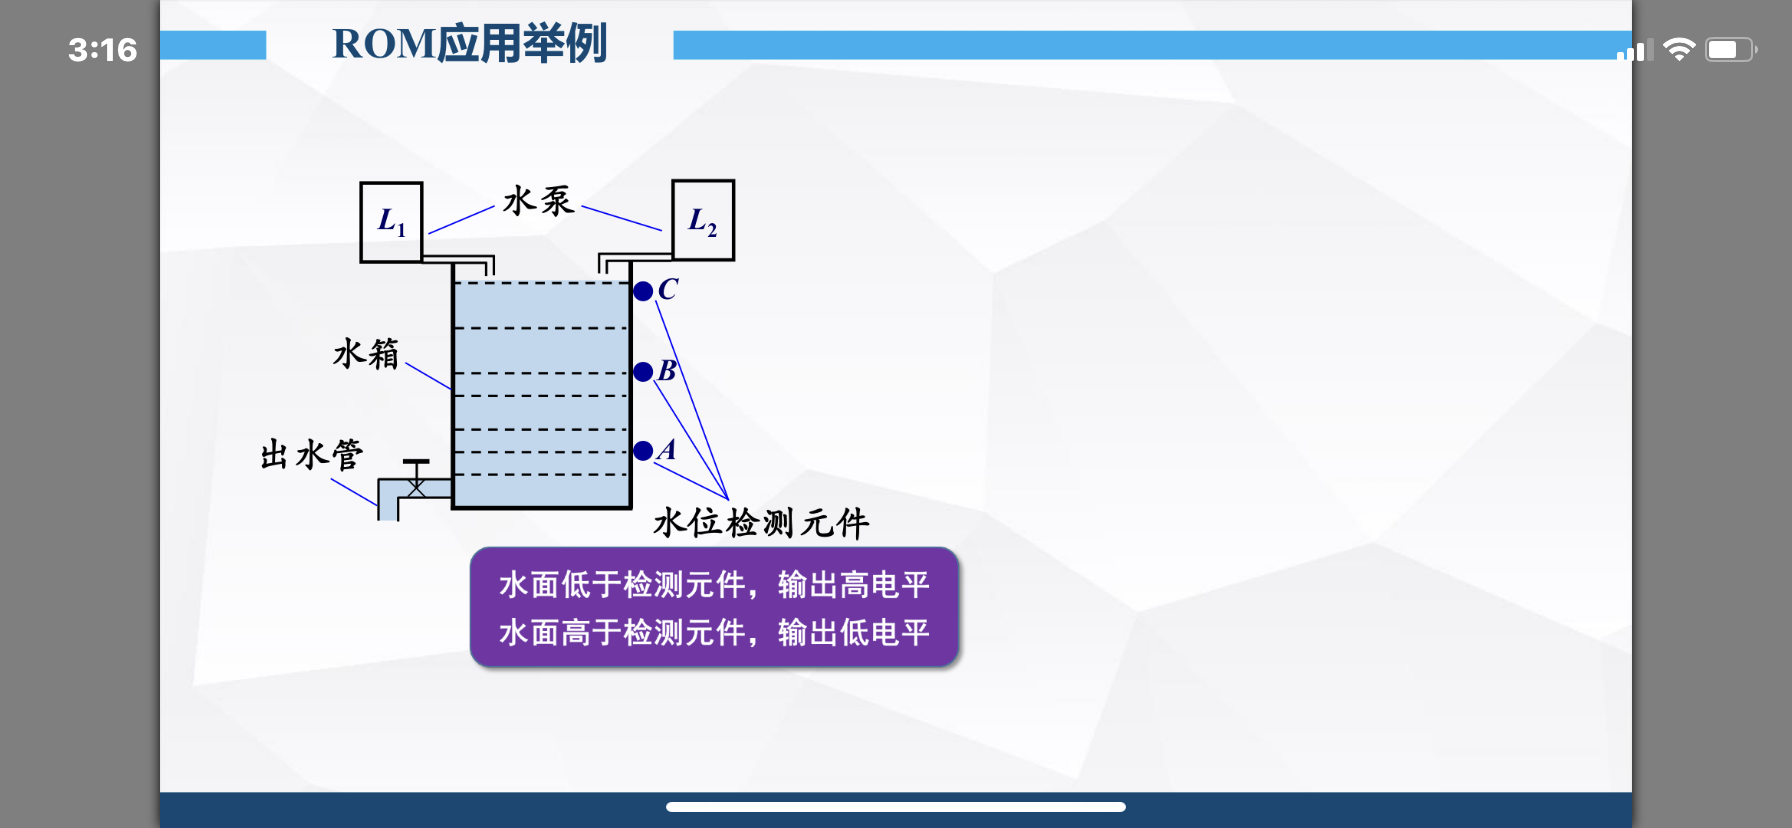 3:16
ROM应用举例
L1
水泵
L2
C
水箱
B
出水管
A
水位检测元件
水面低于检测元件，输出高电平
水面高于检测元件，输出低电平